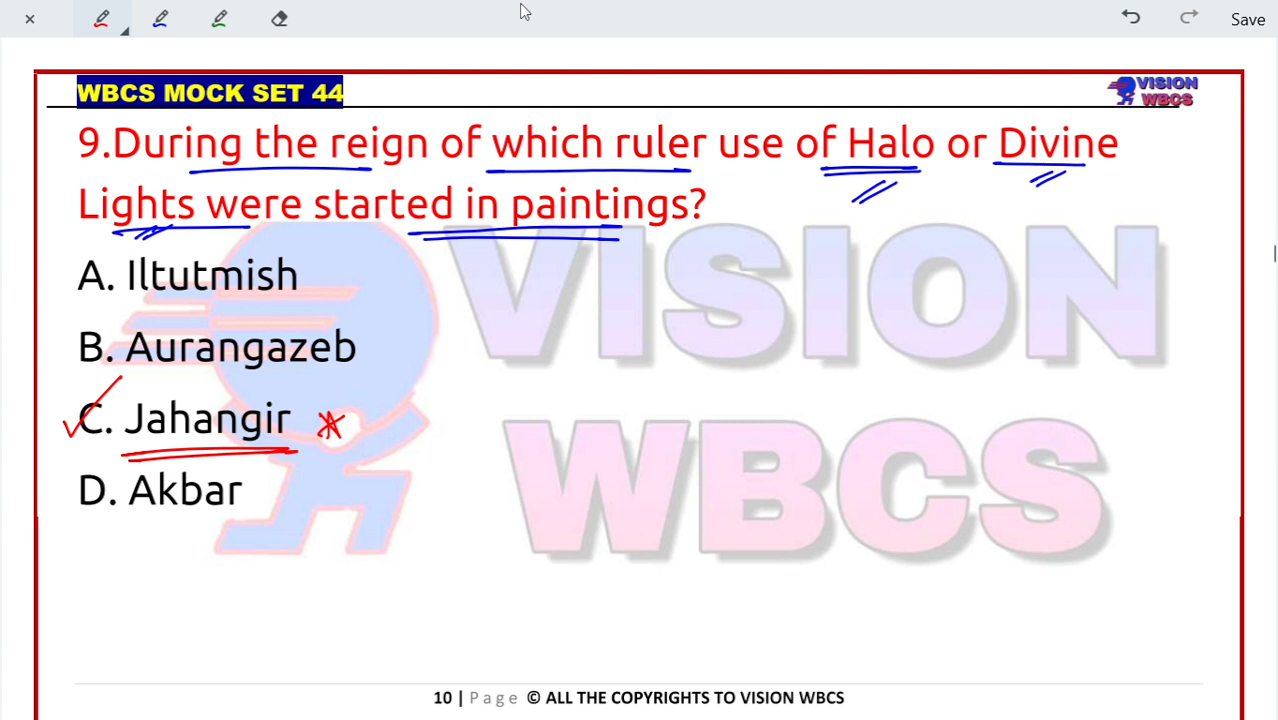 Save
WBCS MOCK SET 44
VISION
WBCS
9.During the reign of which ruler use of Halo or Divine
Lights were started in paintings?
A. Iltutmish
B. Aurangazeb
C. Jahangir
D. Akbar
VISION
WBCS
10 | Page © ALL THE COPYRIGHTS TO VISION WBCS